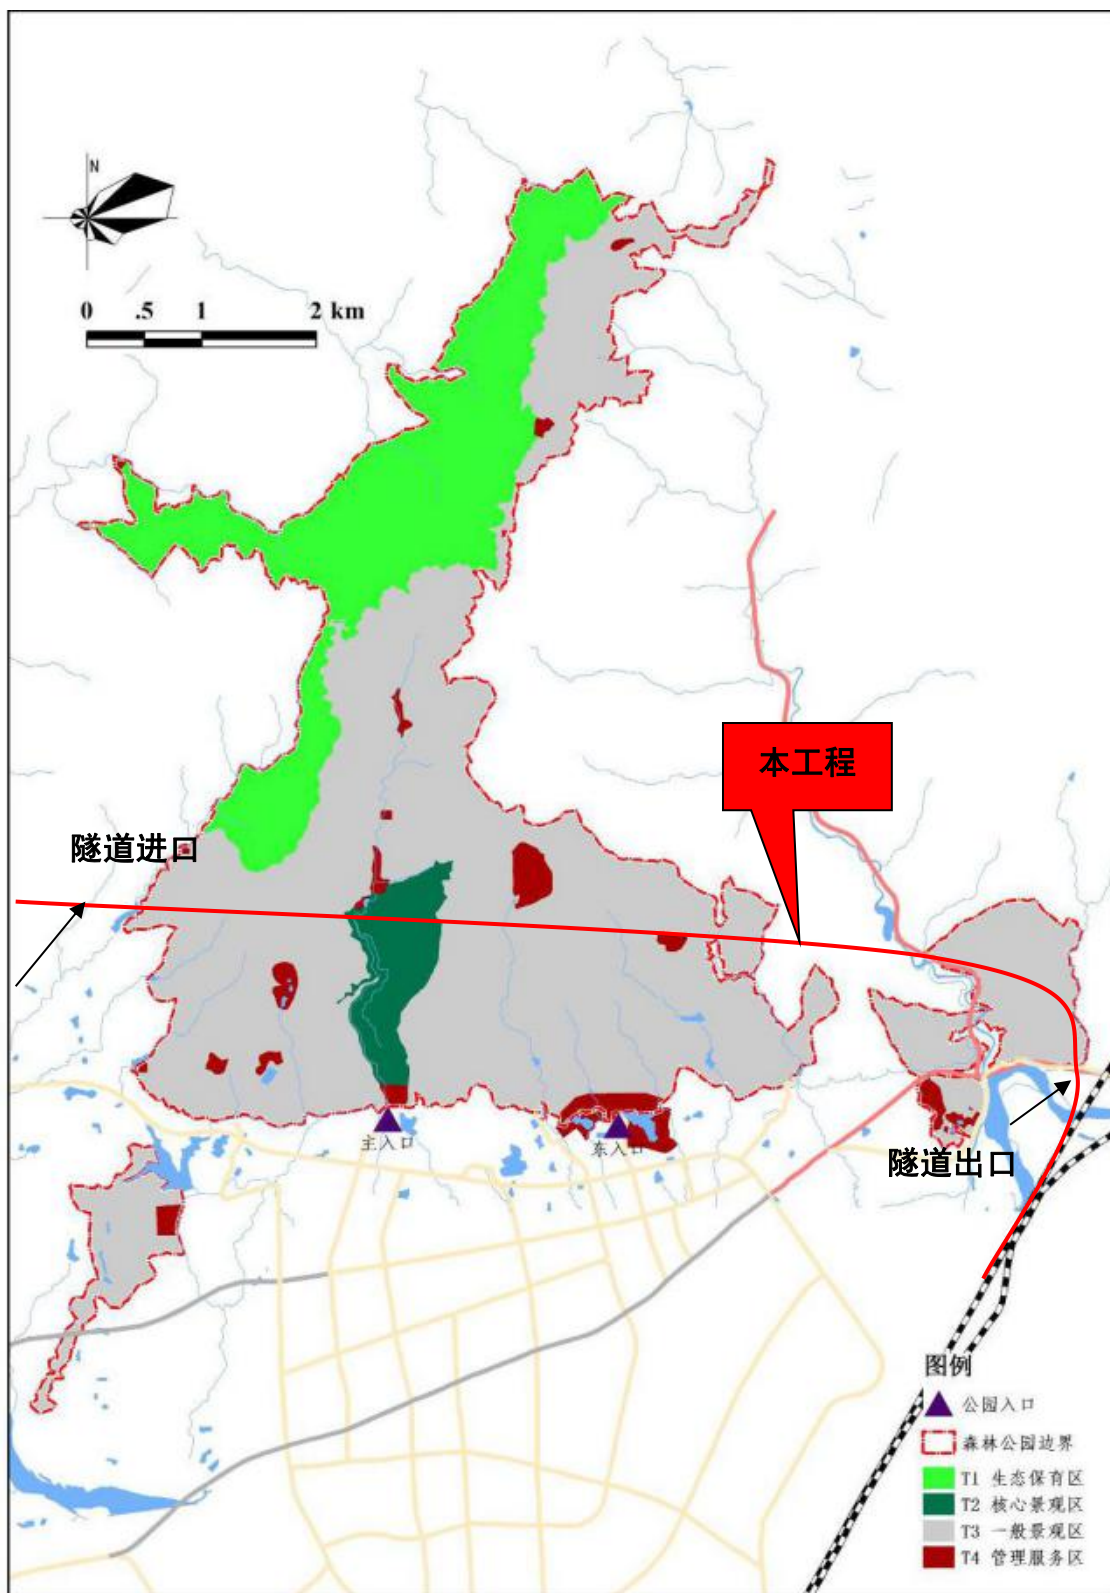 N
0 .5 1 2 km
本工程
隧道进口
主入口
东入口
隧道出口
图例
公园入口
森林公园边界
T1 生态保育区
T2 核心景观区
T3 一般景观区
T4 管理服务区